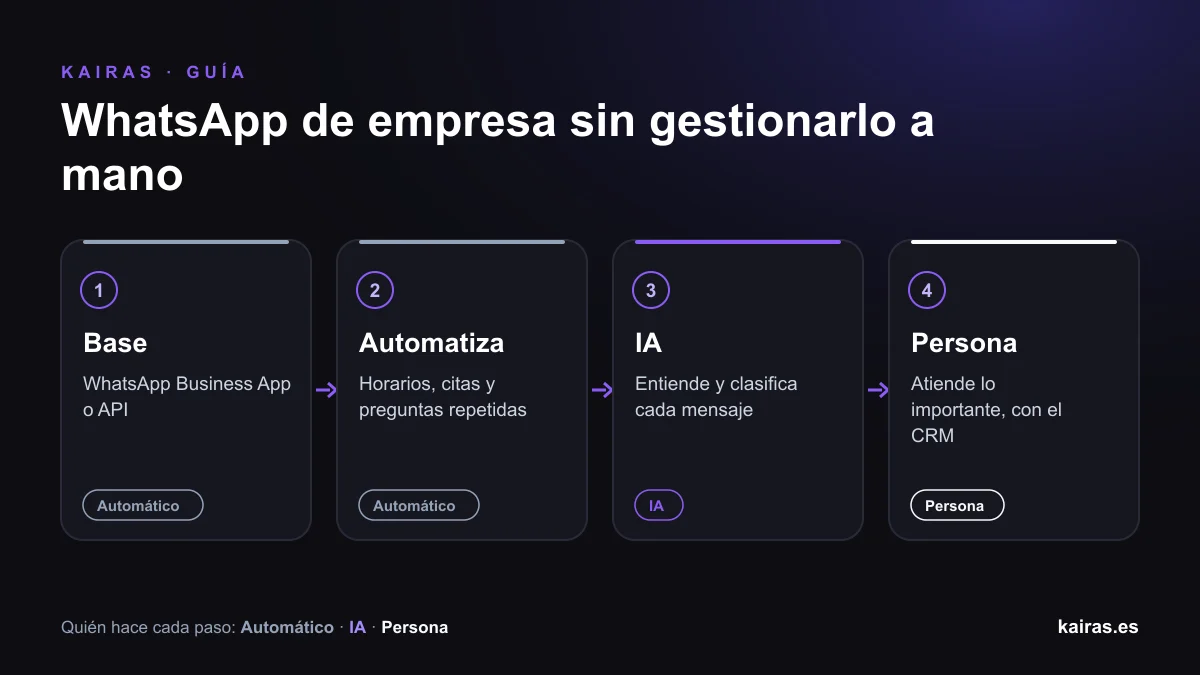 KAIRAS · GUÍA
WhatsApp de empresa sin gestionarlo a
mano
1
Base
WhatsApp Business App
o API
Automático
2
Automatiza
Horarios, citas y
preguntas repetidas
Automático
3
IA
Entiende y clasifica
cada mensaje
IA
4
Persona
Atiende lo
importante, con el
CRM
Persona
Quién hace cada paso: Automático · IA · Persona
kairas.es